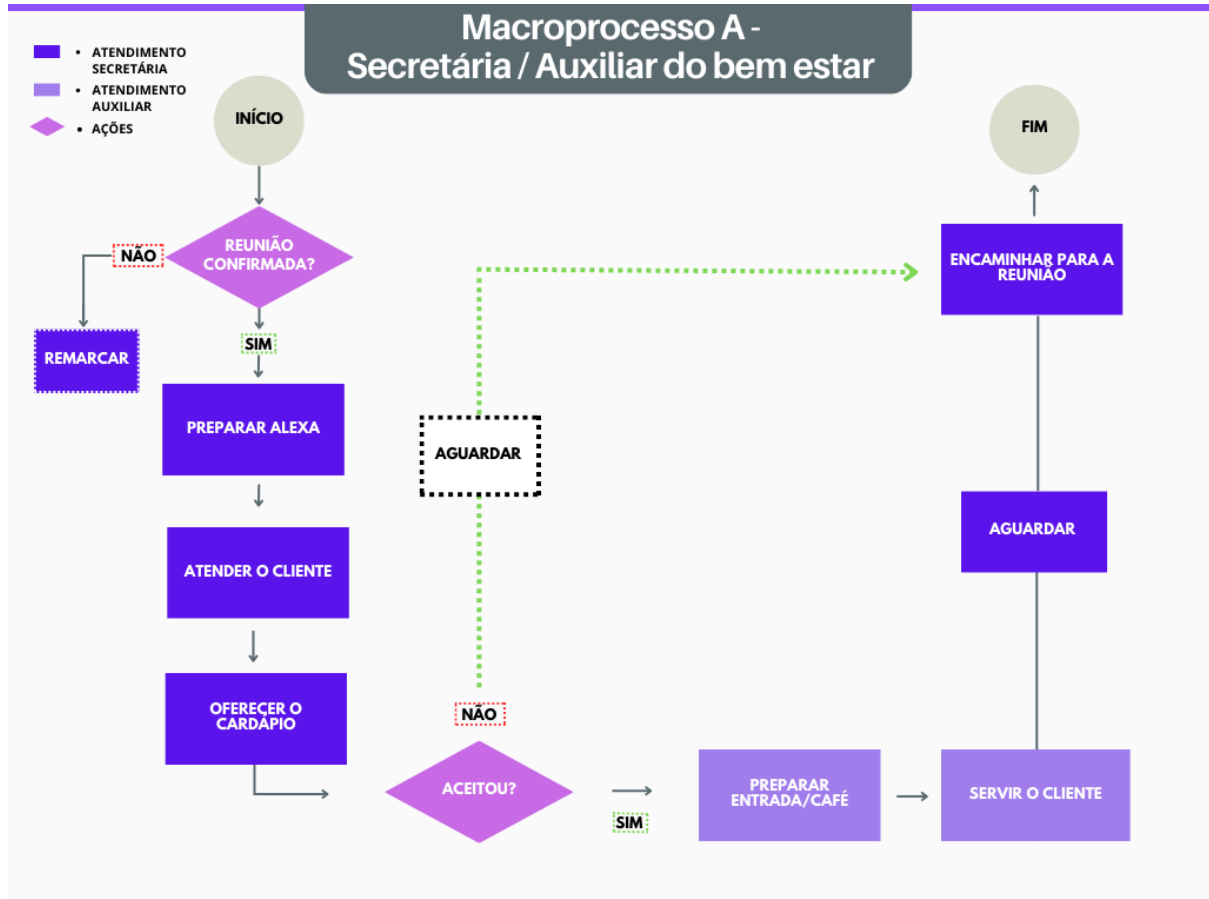 Macroprocesso A -
Secretária / Auxiliar do bem estar
• ATENDIMENTO
SECRETÁRIA
• ATENDIMENTO
AUXILIAR
• AÇÕES
INÍCIO
FIM
REUNIÃO
CONFIRMADA?
NÃO
REMARCAR
SIM
PREPARAR ALEXA
ATENDER O CLIENTE
OFEREÇER O
CARDÁPIO
ACEITOU?
NÃO
AGUARDAR
SIM
PREPARAR
ENTRADA/CAFÉ
SERVIR O CLIENTE
AGUARDAR
ENCAMINHAR PARA A
REUNIÃO